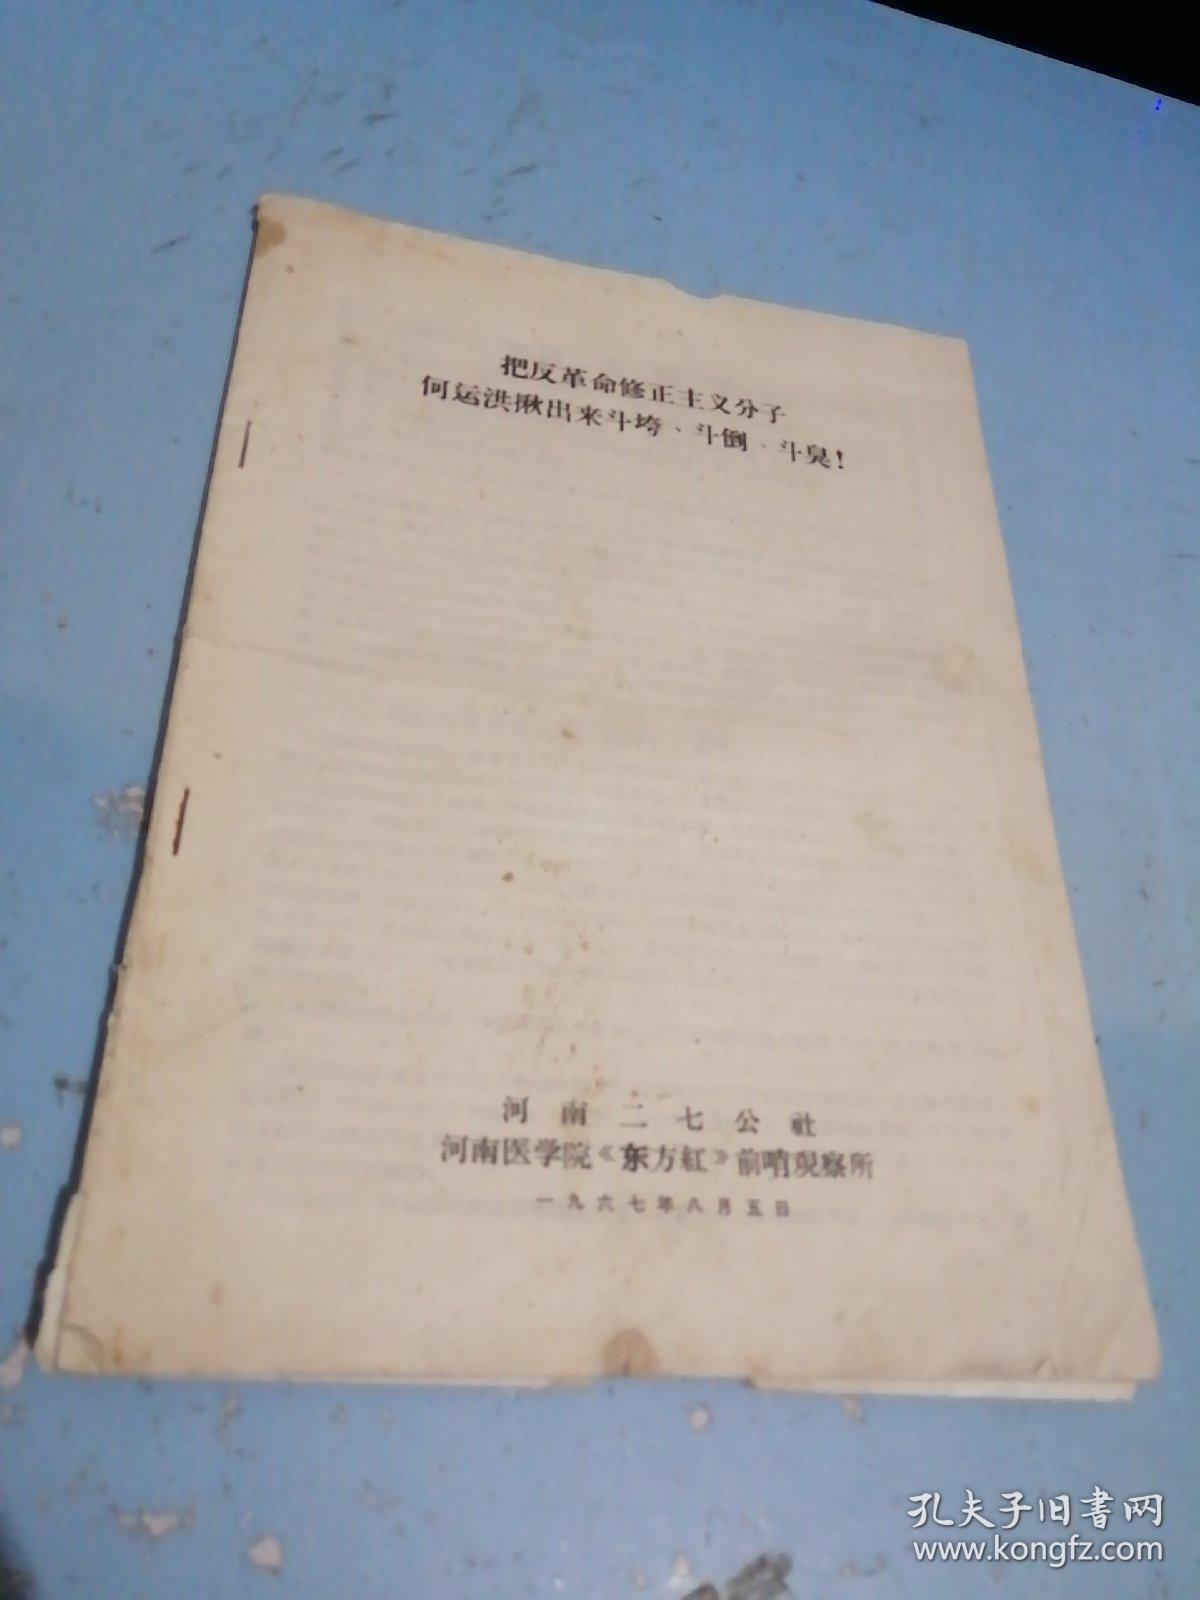 把反革命修正主义分子
何运洪揪出来斗垮、斗倒、斗臭!
河南二七公社
河南医学院《东方紅》前哨观察所
一九六七年八月五日
孔夫子旧书网
www.kongfz.com